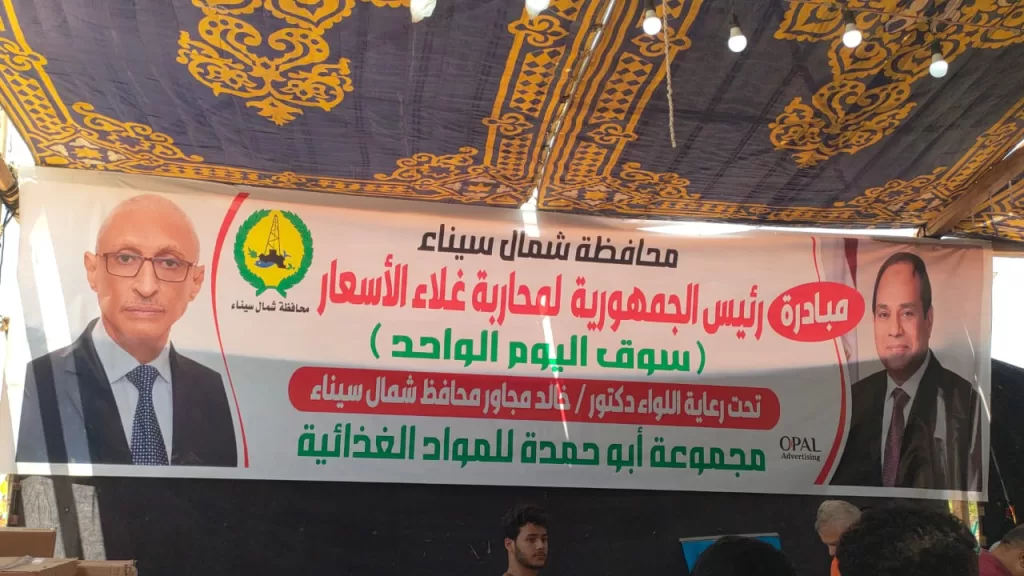 محافظة شمال سيناء
مبادرة رئيس الجمهورية لمحاربة غلاء الأسعار
( سوق اليوم الواحد )
تحت رعاية اللواء دكتور / خالد مجاور محافظ شمال سيناء
مجموعة أبو حمدة للمواد الغذائية
محافظة شمال سيناء
OPAL
Advertising